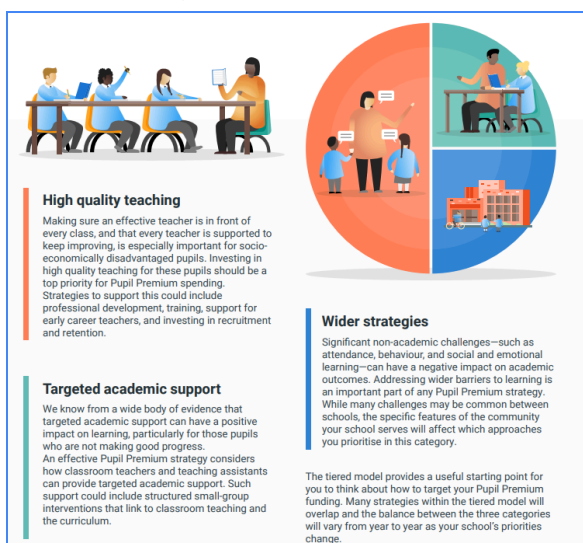 High quality teaching
Making sure an effective teacher is in front of
every class, and that every teacher is supported to
keep improving, is especially important for socio-
economically disadvantaged pupils. Investing in
high quality teaching for these pupils should be a
top priority for Pupil Premium spending.
Strategies to support this could include
professional development, training, support for
early career teachers, and investing in recruitment
and retention.
Targeted academic support
We know from a wide body of evidence that
targeted academic support can have a positive
impact on learning, particularly for those pupils
who are not making good progress.
An effective Pupil Premium strategy considers
how classroom teachers and teaching assistants
can provide targeted academic support. Such
support could include structured small-group
interventions that link to classroom teaching and
the curriculum.
Wider strategies
Significant non-academic challenges—such as
attendance, behaviour, and social and emotional
learning—can have a negative impact on academic
outcomes. Addressing wider barriers to learning is
an important part of any Pupil Premium strategy.
While many challenges may be common between
schools, the specific features of the community
your school serves will affect which approaches
you prioritise in this category.
The tiered model provides a useful starting point for
you to think about how to target your Pupil Premium
funding. Many strategies within the tiered model will
overlap and the balance between the three categories
will vary from year to year as your school's priorities
change.